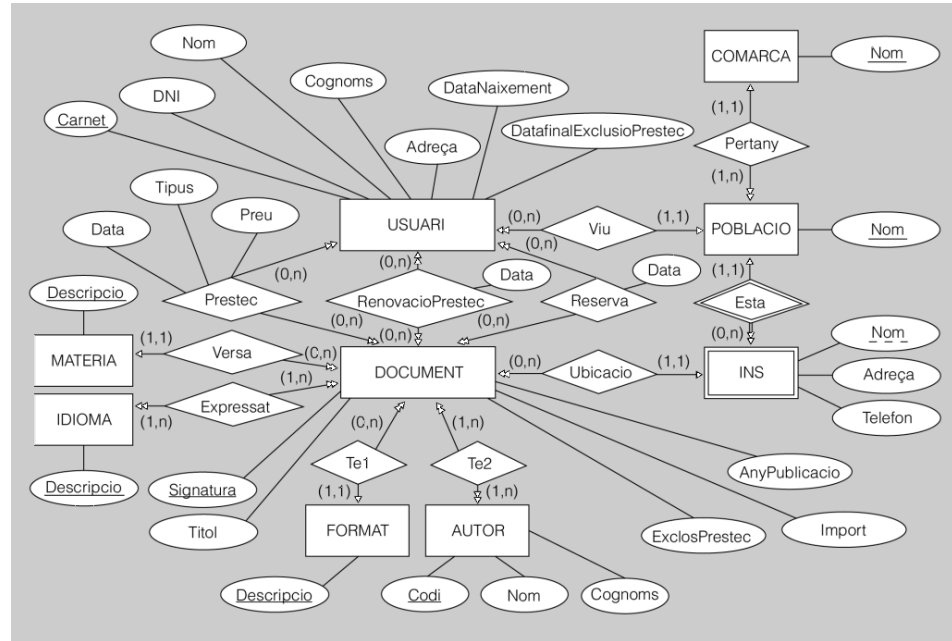 Nom
COMARCA
Nom
Cognoms
DNI
DataNaixement
(1,1)
Carnet
DatafinalExclusioPrestec
Adreça
Pertany
Tipus
(1,n)
Preu
Data
USUARI
(0,n)
Viu
(1,1)
POBLACIO
Nom
(0,n)
(0,n)
(0,n)
(1,1)
Data
Data
Descripcio
Prestec
RenovacioPrestec
Reserva
Esta
(0,n)
(0,n)
(0,n)
(0,n)
Nom
MATERIA
(1,1)
Versa
(C,n)
DOCUMENT
(0,n)
Ubicacio
(1,1)
INS
Adreça
(1,n)
IDIOMA
(1,n)
Expressat
Telefon
(C,n)
(1,n)
Te1
Te2
AnyPublicacio
Descripcio
Signatura
(1,1)
(1,n)
Titol
FORMAT
AUTOR
ExclosPrestec
Import
Descripcio
Codi
Nom
Cognoms